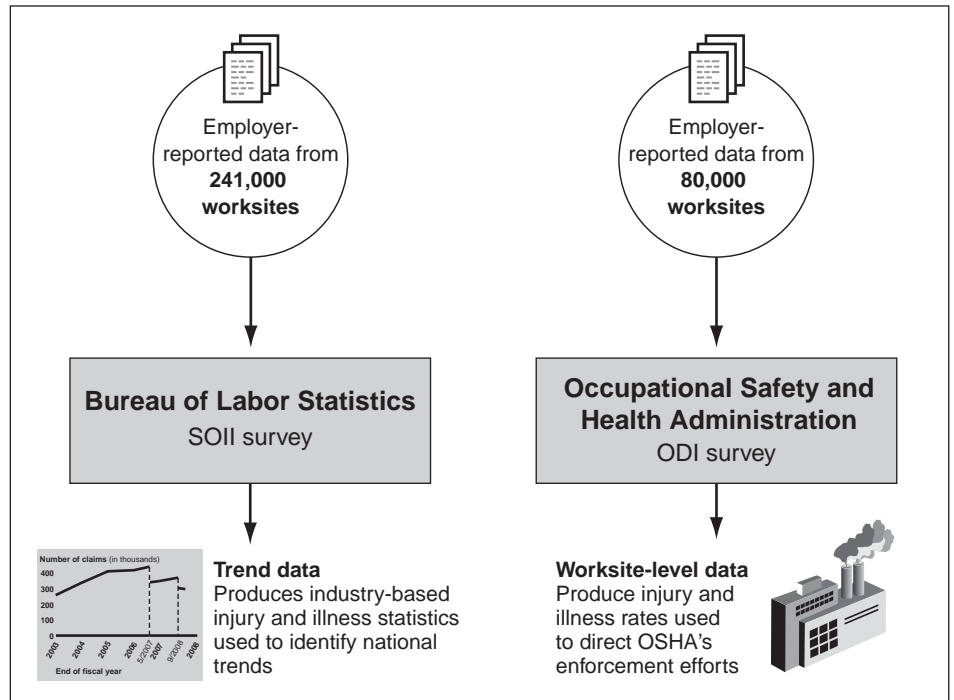 Employer-
reported data from
241,000
worksites
Employer-
reported data from
80,000
worksites
Bureau of Labor Statistics
SOII survey
Occupational Safety and
Health Administration
ODI survey
Number of claims (in thousands)
400
300
200
100
0
2003
2004
2005
2006
5/2007
2007
9/2008
2008
End of fiscal year
Trend data
Produces industry-based
injury and illness statistics
used to identify national
trends
Worksite-level data
Produce injury and
illness rates used
to direct OSHA's
enforcement efforts